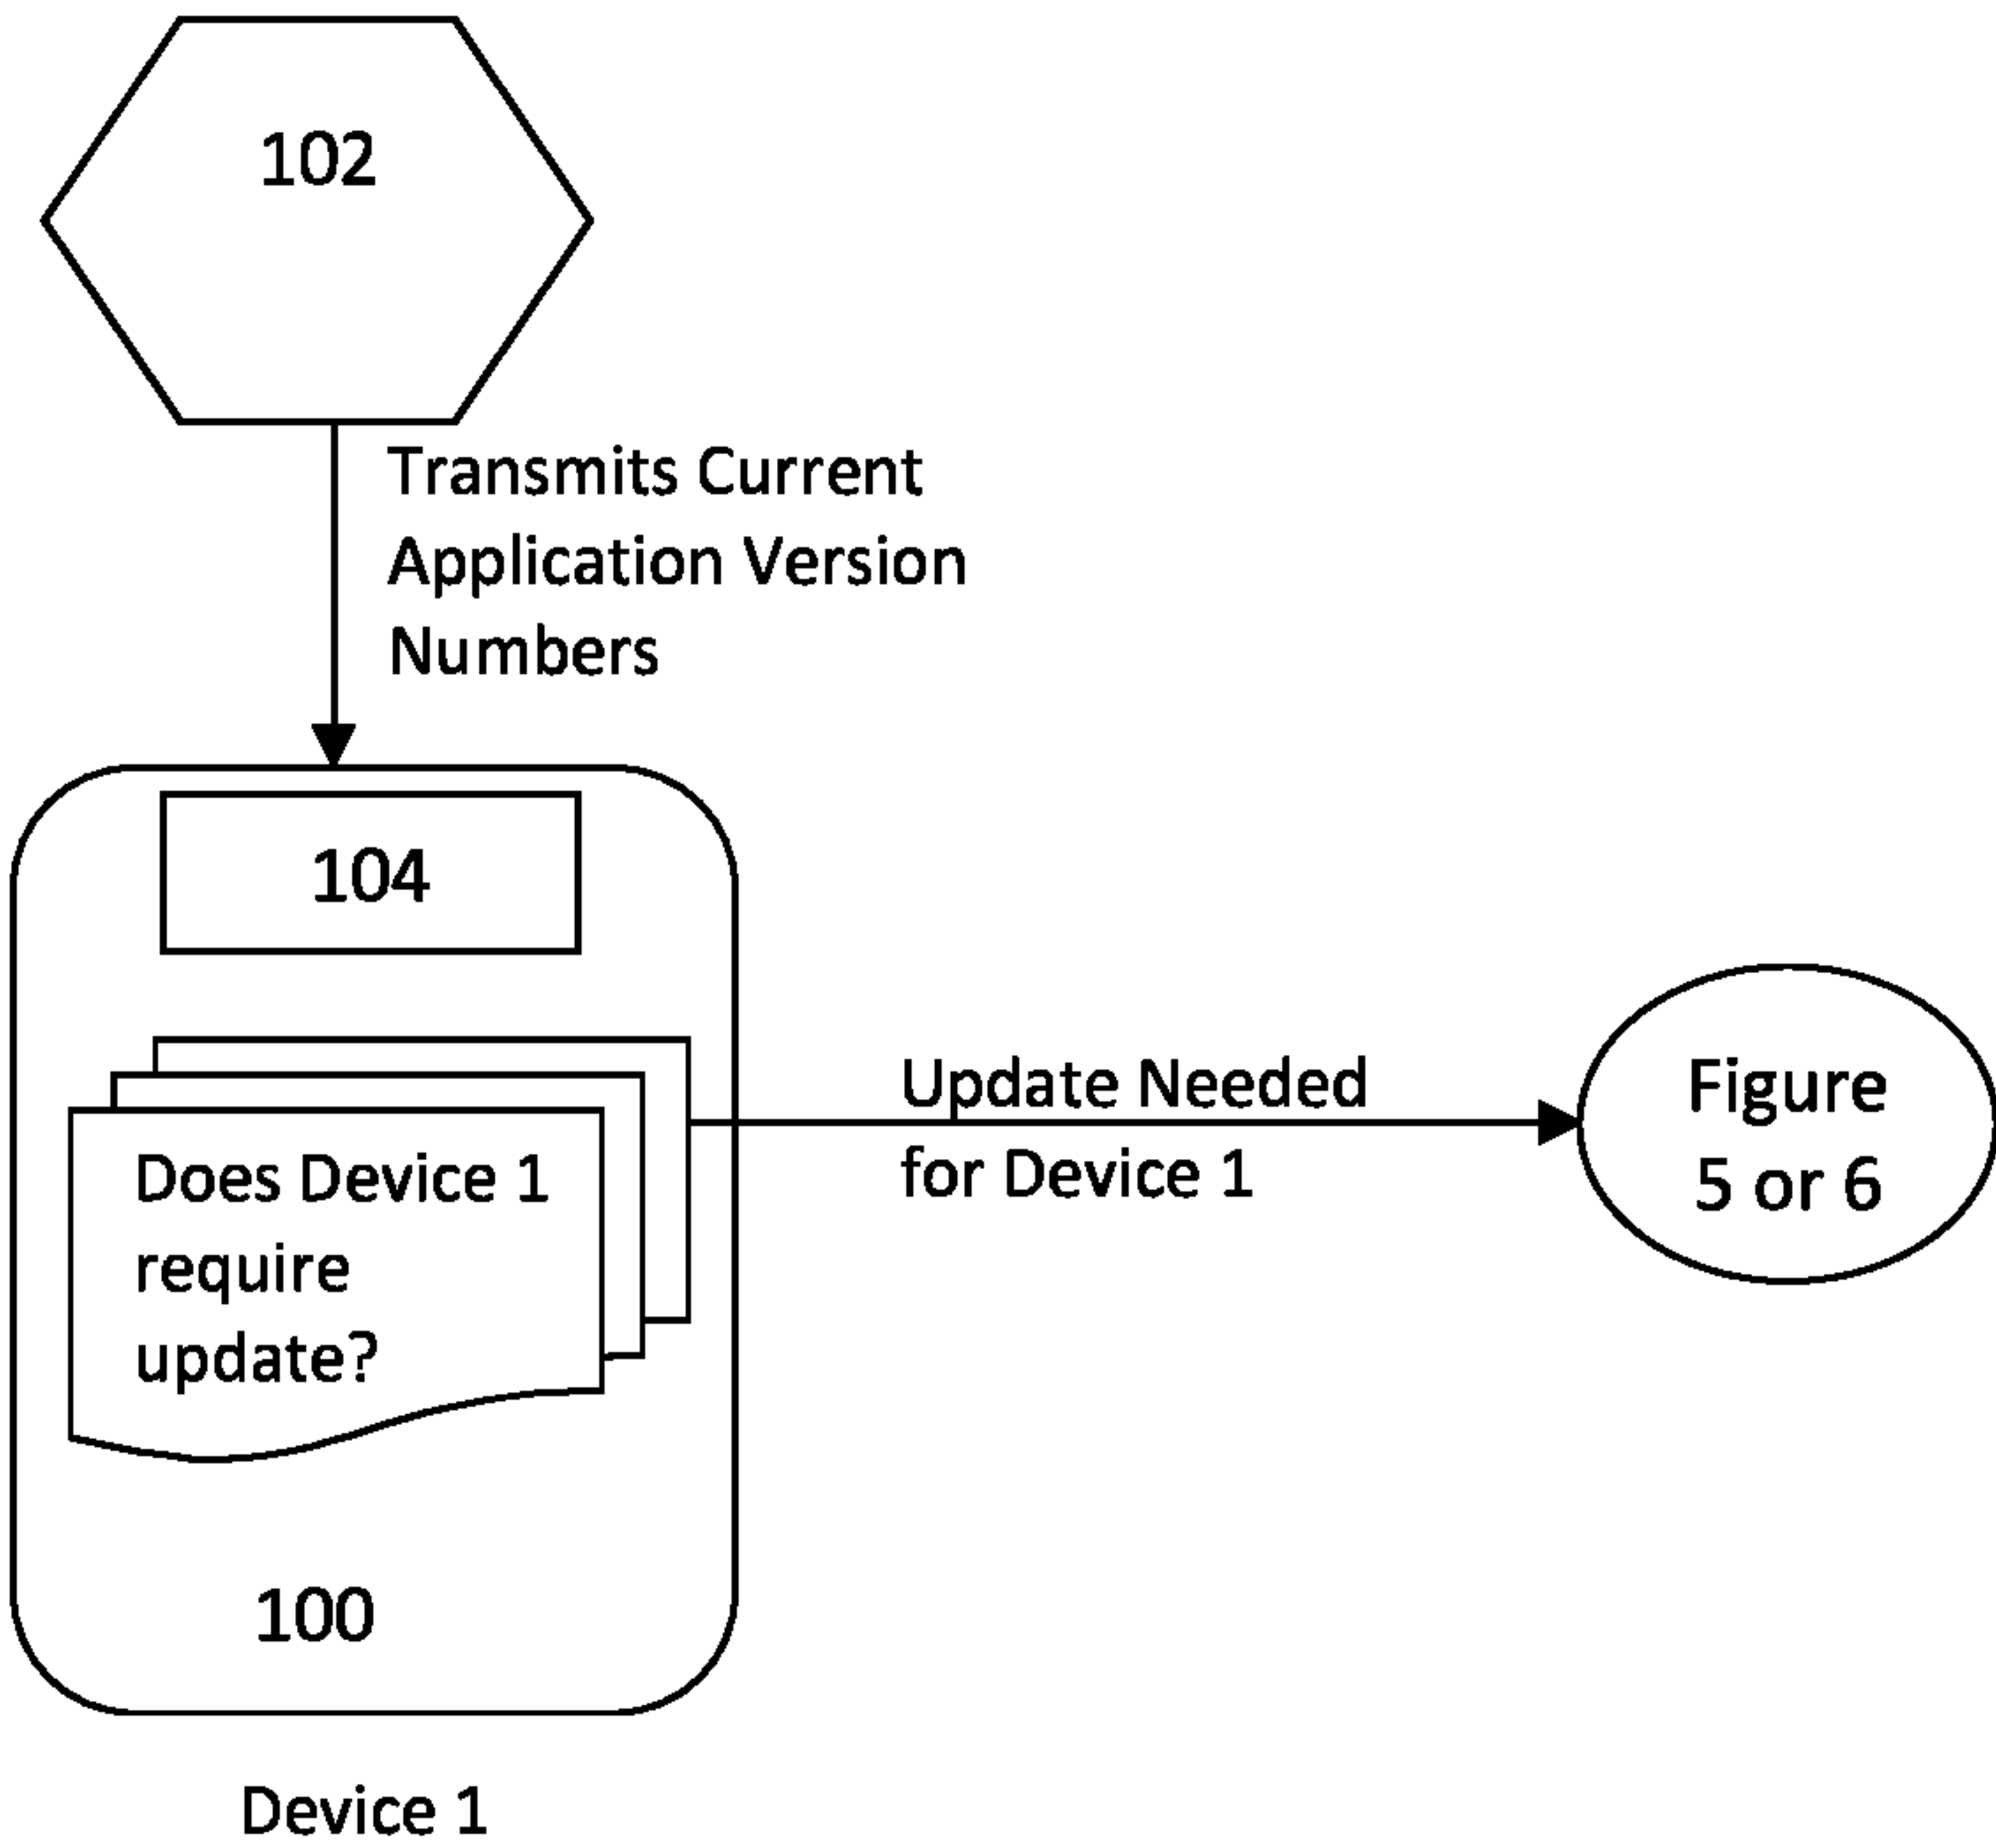 102
Transmits Current
Application Version
Numbers
104
Does Device 1
require
update?
100
Device 1
Update Needed
for Device 1
Figure
5 or 6